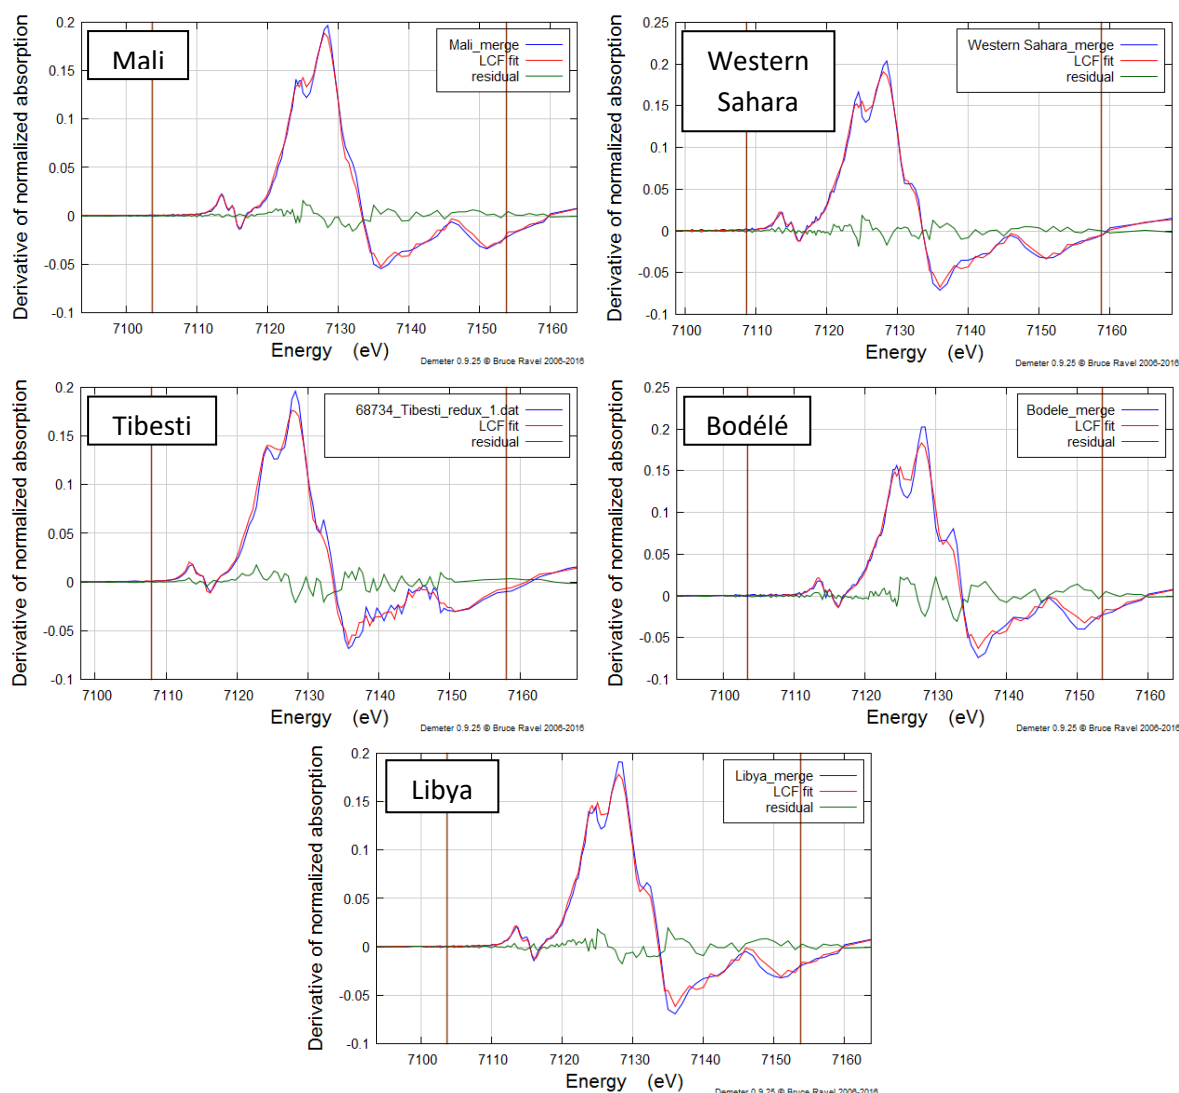 Mali
Mali_merge
LCF fit
residual
0.2
0.15
0.1
0.05
0
-0.05
-0.1
Derivative of normalized absorption
7100 7110 7120 7130 7140 7150 7160
Energy (eV)
Demeter 0.9.25 © Bruce Ravel 2006-2016
Western
Sahara
Western Sahara_merge
LCF fit
residual
0.25
0.2
0.15
0.1
0.05
0
-0.05
-0.1
Derivative of normalized absorption
7100 7110 7120 7130 7140 7150 7160
Energy (eV)
Demeter 0.9.25 © Bruce Ravel 2006-2016
Tibesti
68734_Tibesti_redux_1.dat
LCF fit
residual
0.2
0.15
0.1
0.05
0
-0.05
-0.1
Derivative of normalized absorption
7100 7110 7120 7130 7140 7150 7160
Energy (eV)
Demeter 0.9.25 © Bruce Ravel 2006-2016
Bodélé
Bodele_merge
LCF fit
residual
0.25
0.2
0.15
0.1
0.05
0
-0.05
-0.1
Derivative of normalized absorption
7100 7110 7120 7130 7140 7150 7160
Energy (eV)
Demeter 0.9.25 © Bruce Ravel 2006-2016
Libya
Libya_merge
LCF fit
residual
0.2
0.15
0.1
0.05
0
-0.05
-0.1
Derivative of normalized absorption
7100 7110 7120 7130 7140 7150 7160
Energy (eV)
Demeter 0.9.25 © Bruce Ravel 2006-2016